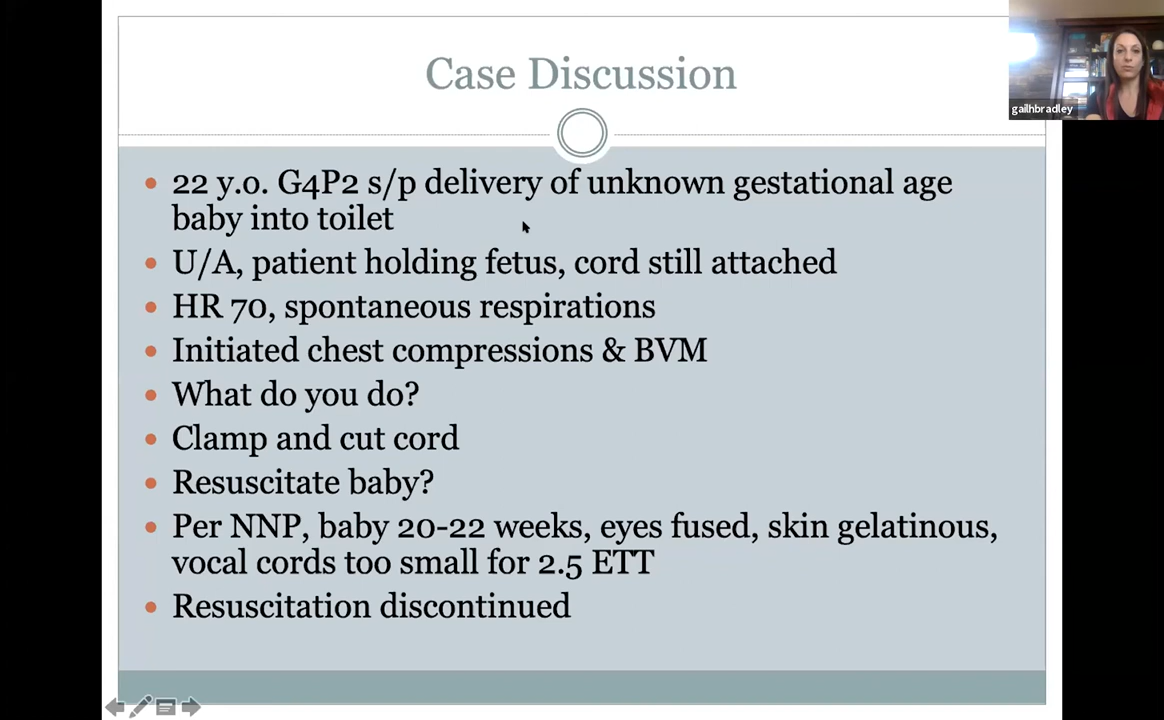 Case Discussion
gailhbradley
22 y.o. G4P2 s/p delivery of unknown gestational age
baby into toilet
U/A, patient holding fetus, cord still attached
HR 70, spontaneous respirations
Initiated chest compressions & BVM
What do you do?
Clamp and cut cord
Resuscitate baby?
Per NNP, baby 20-22 weeks, eyes fused, skin gelatinous,
vocal cords too small for 2.5 ETT
Resuscitation discontinued